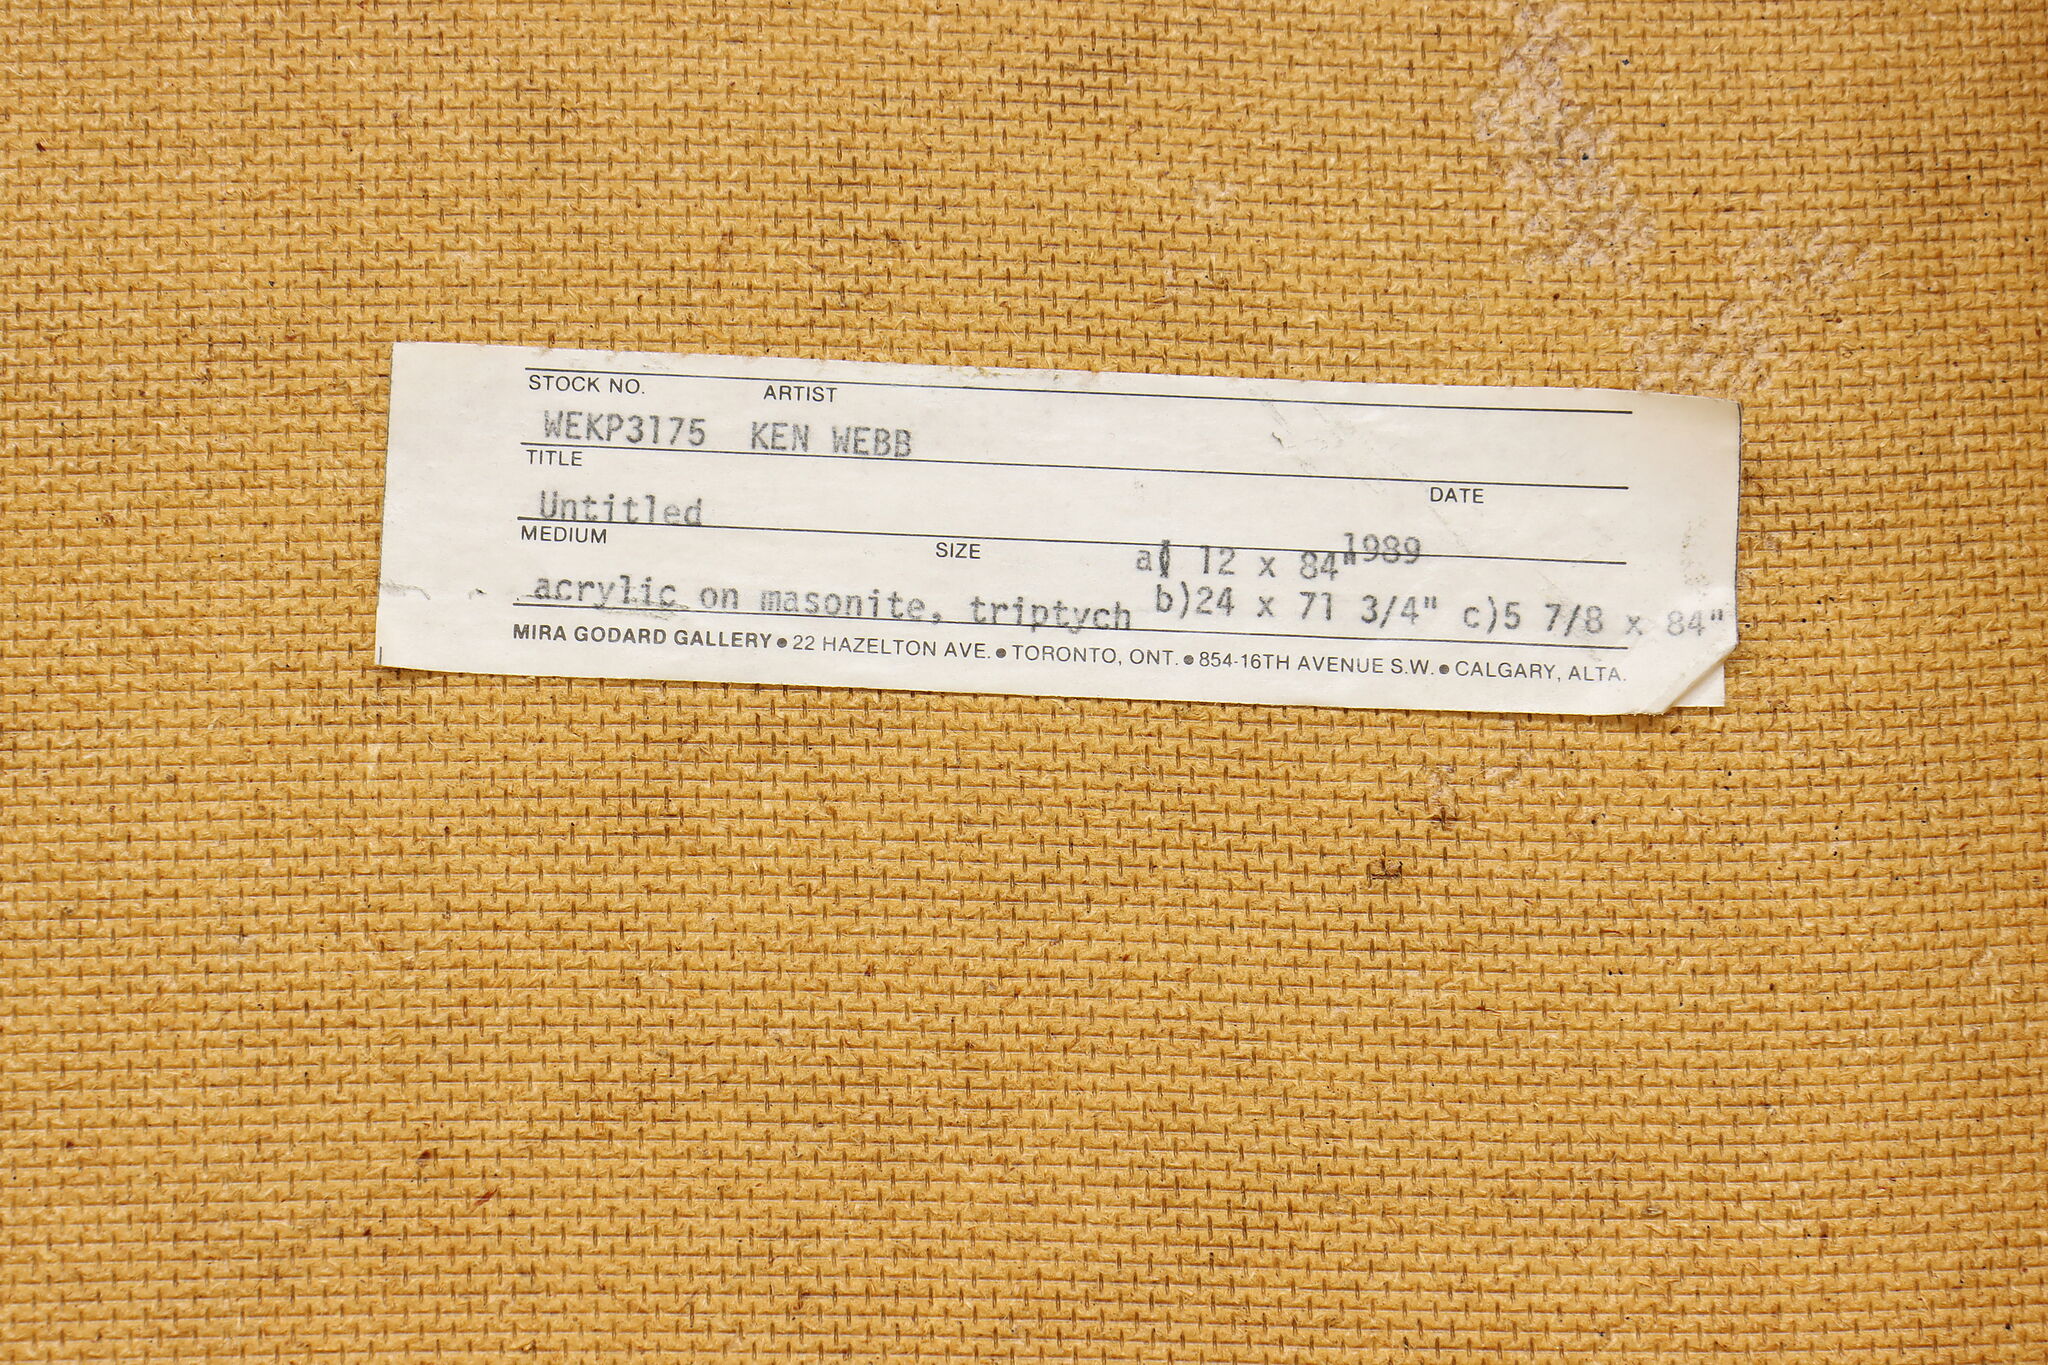 STOCK NO. ARTIST
WEKP3175 KEN WEBB
TITLE DATE
Untitled 1989
MEDIUM SIZE a( 12 x 84"
acrylic on masonite, triptych b)24 x 71 3/4" c)5 7/8 x 84"
MIRA GODARD GALLERY ● 22 HAZELTON AVE. ● TORONTO, ONT. ● 854-16TH AVENUE S.W. ● CALGARY, ALTA.